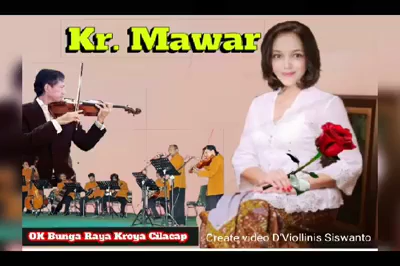 Kr. Mawar
OK Bunga Raya Kroya Cilacap
Create video D'Viollinis Siswanto